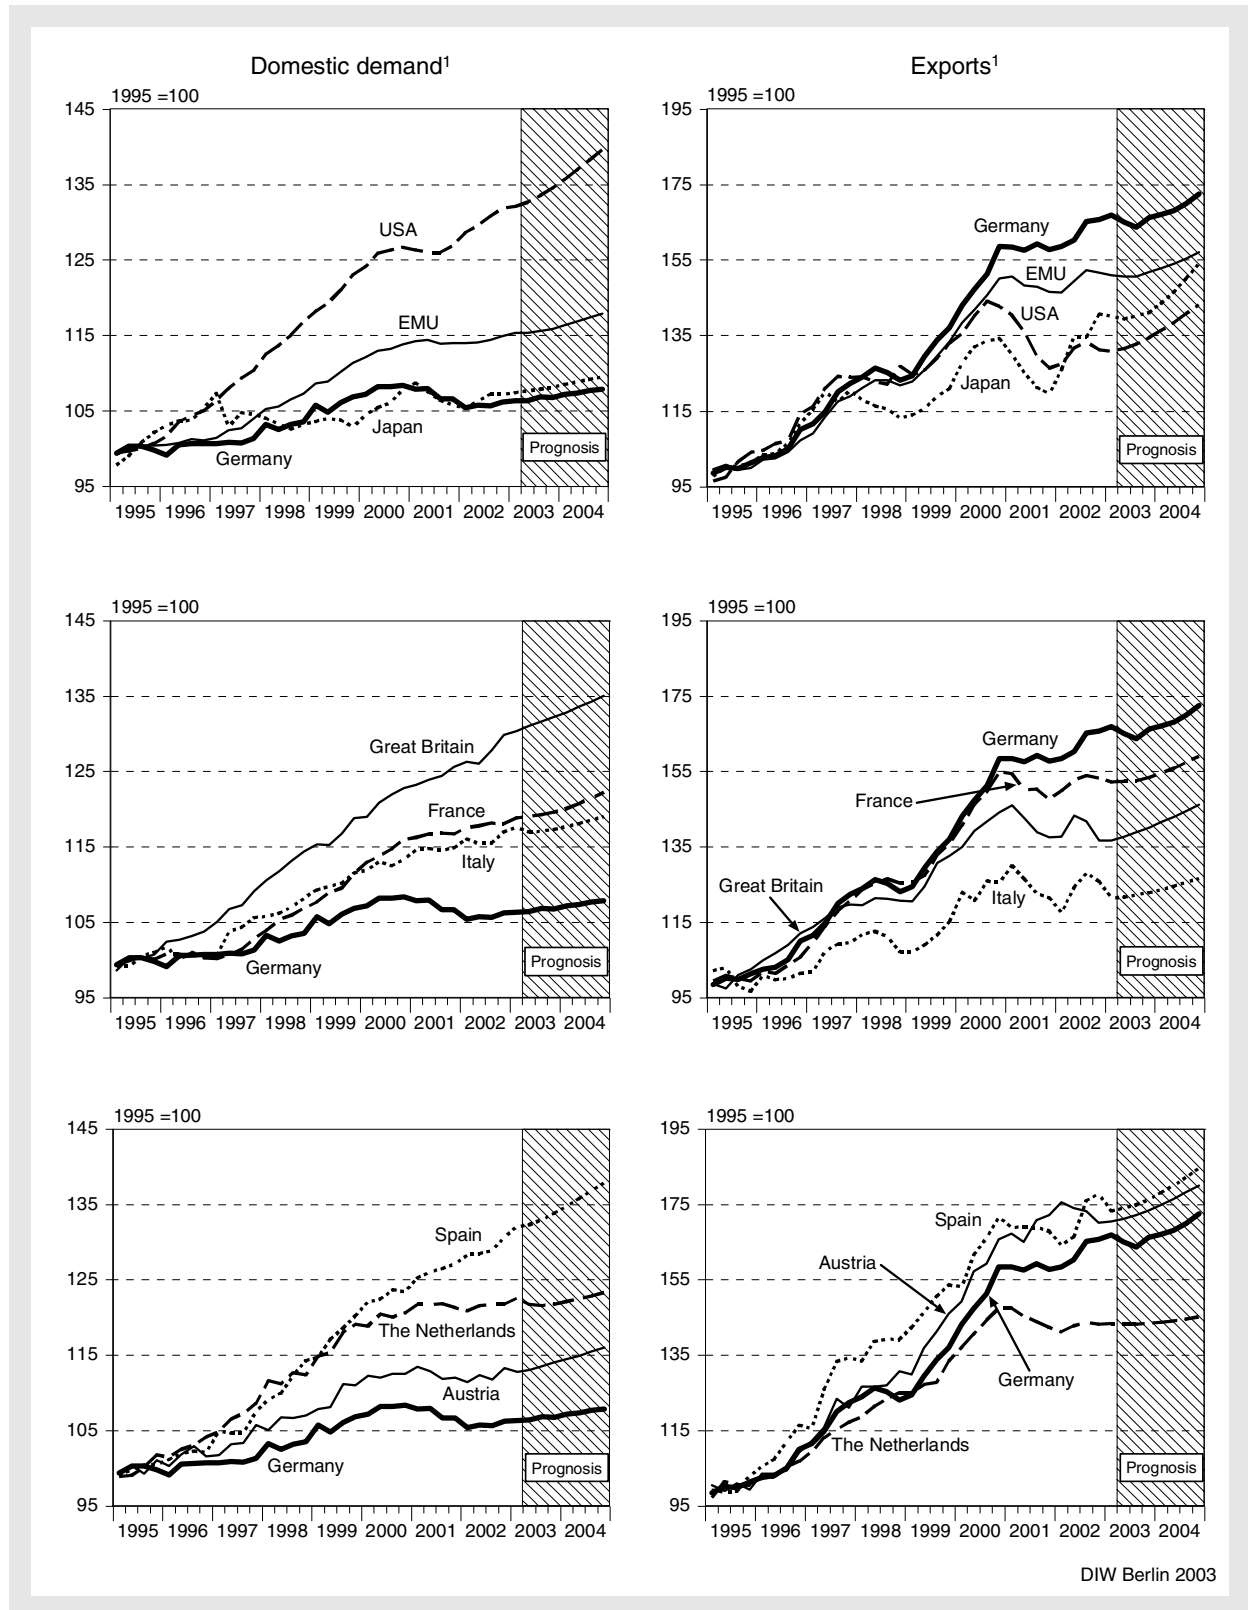 Domestic demand¹
Exports¹
1995 =100
145
135
125
115
105
95
USA
EMU
Japan
Germany
Prognosis
1995 1996 1997 1998 1999 2000 2001 2002 2003 2004
1995 =100
195
175
155
135
115
95
Germany
EMU
USA
Japan
Prognosis
1995 1996 1997 1998 1999 2000 2001 2002 2003 2004
1995 =100
145
135
125
115
105
95
Great Britain
France
Italy
Germany
Prognosis
1995 1996 1997 1998 1999 2000 2001 2002 2003 2004
1995 =100
195
175
155
135
115
95
Germany
France
Great Britain
Italy
Prognosis
1995 1996 1997 1998 1999 2000 2001 2002 2003 2004
1995 =100
145
135
125
115
105
95
Spain
The Netherlands
Austria
Germany
Prognosis
1995 1996 1997 1998 1999 2000 2001 2002 2003 2004
1995 =100
195
175
155
135
115
95
Spain
Austria
Germany
The Netherlands
Prognosis
1995 1996 1997 1998 1999 2000 2001 2002 2003 2004
DIW Berlin 2003